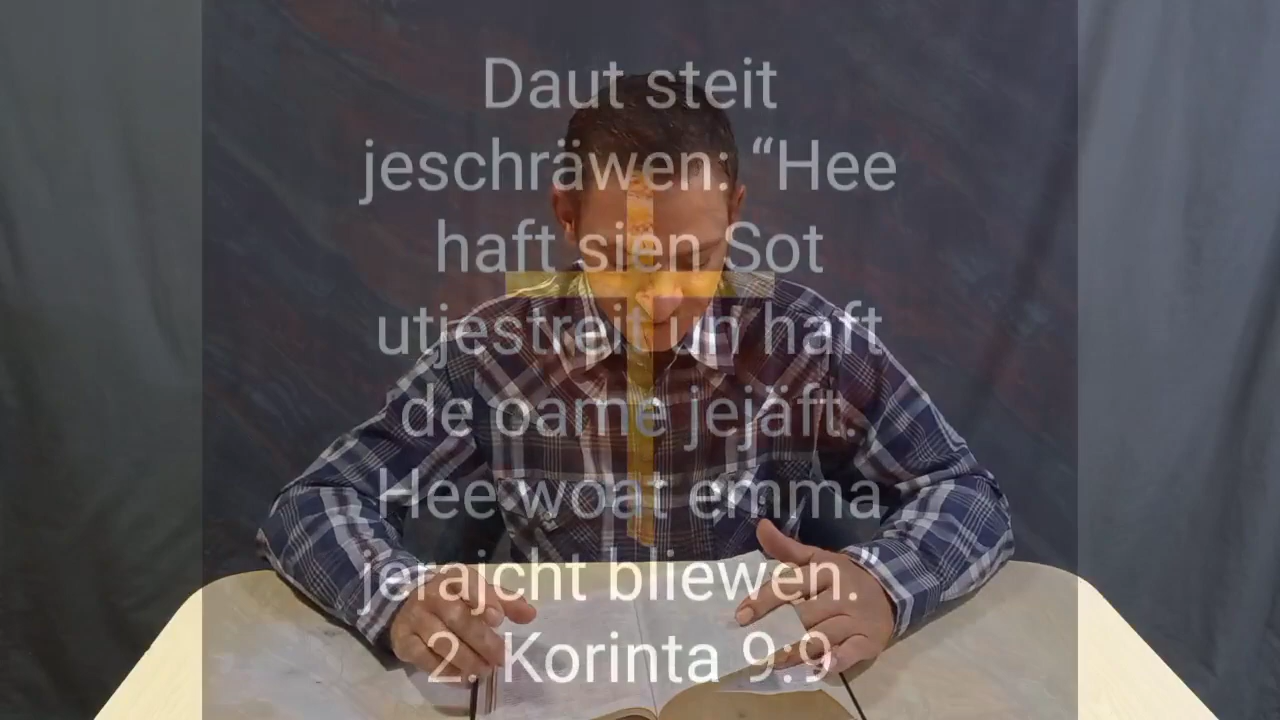 Daut steit
jeschräwen: “Hee
haft sien Sot
utjestreit un haft
de oame jejäft.
Hee woat emma
jerajcht bliewen.”
2. Korinta 9:9